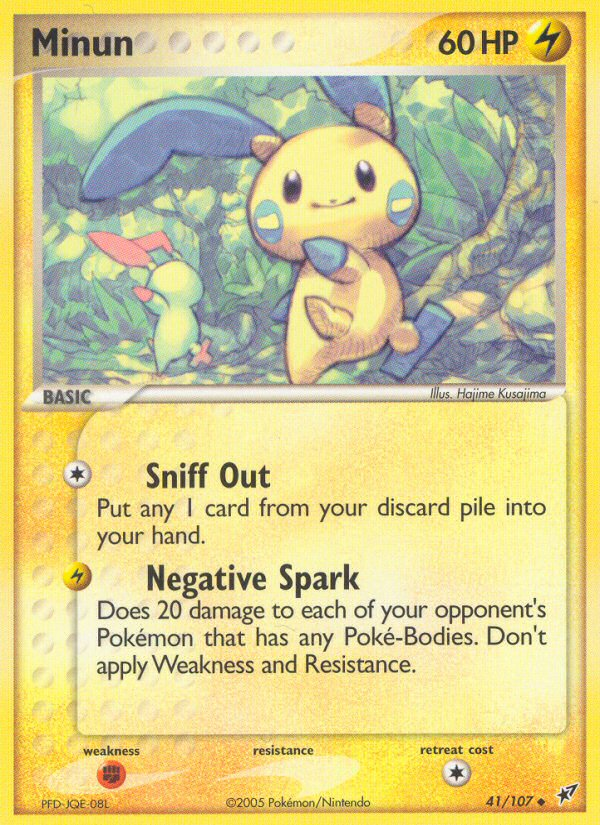 Minun 60 HP
BASIC
Illus. Hajime Kusajima
Sniff Out
Put any 1 card from your discard pile into
your hand.
Negative Spark
Does 20 damage to each of your opponent's
Pokémon that has any Poké-Bodies. Don't
apply Weakness and Resistance.
weakness resistance retreat cost
PFD-JQE-08L ©2005 Pokémon/Nintendo 41/107